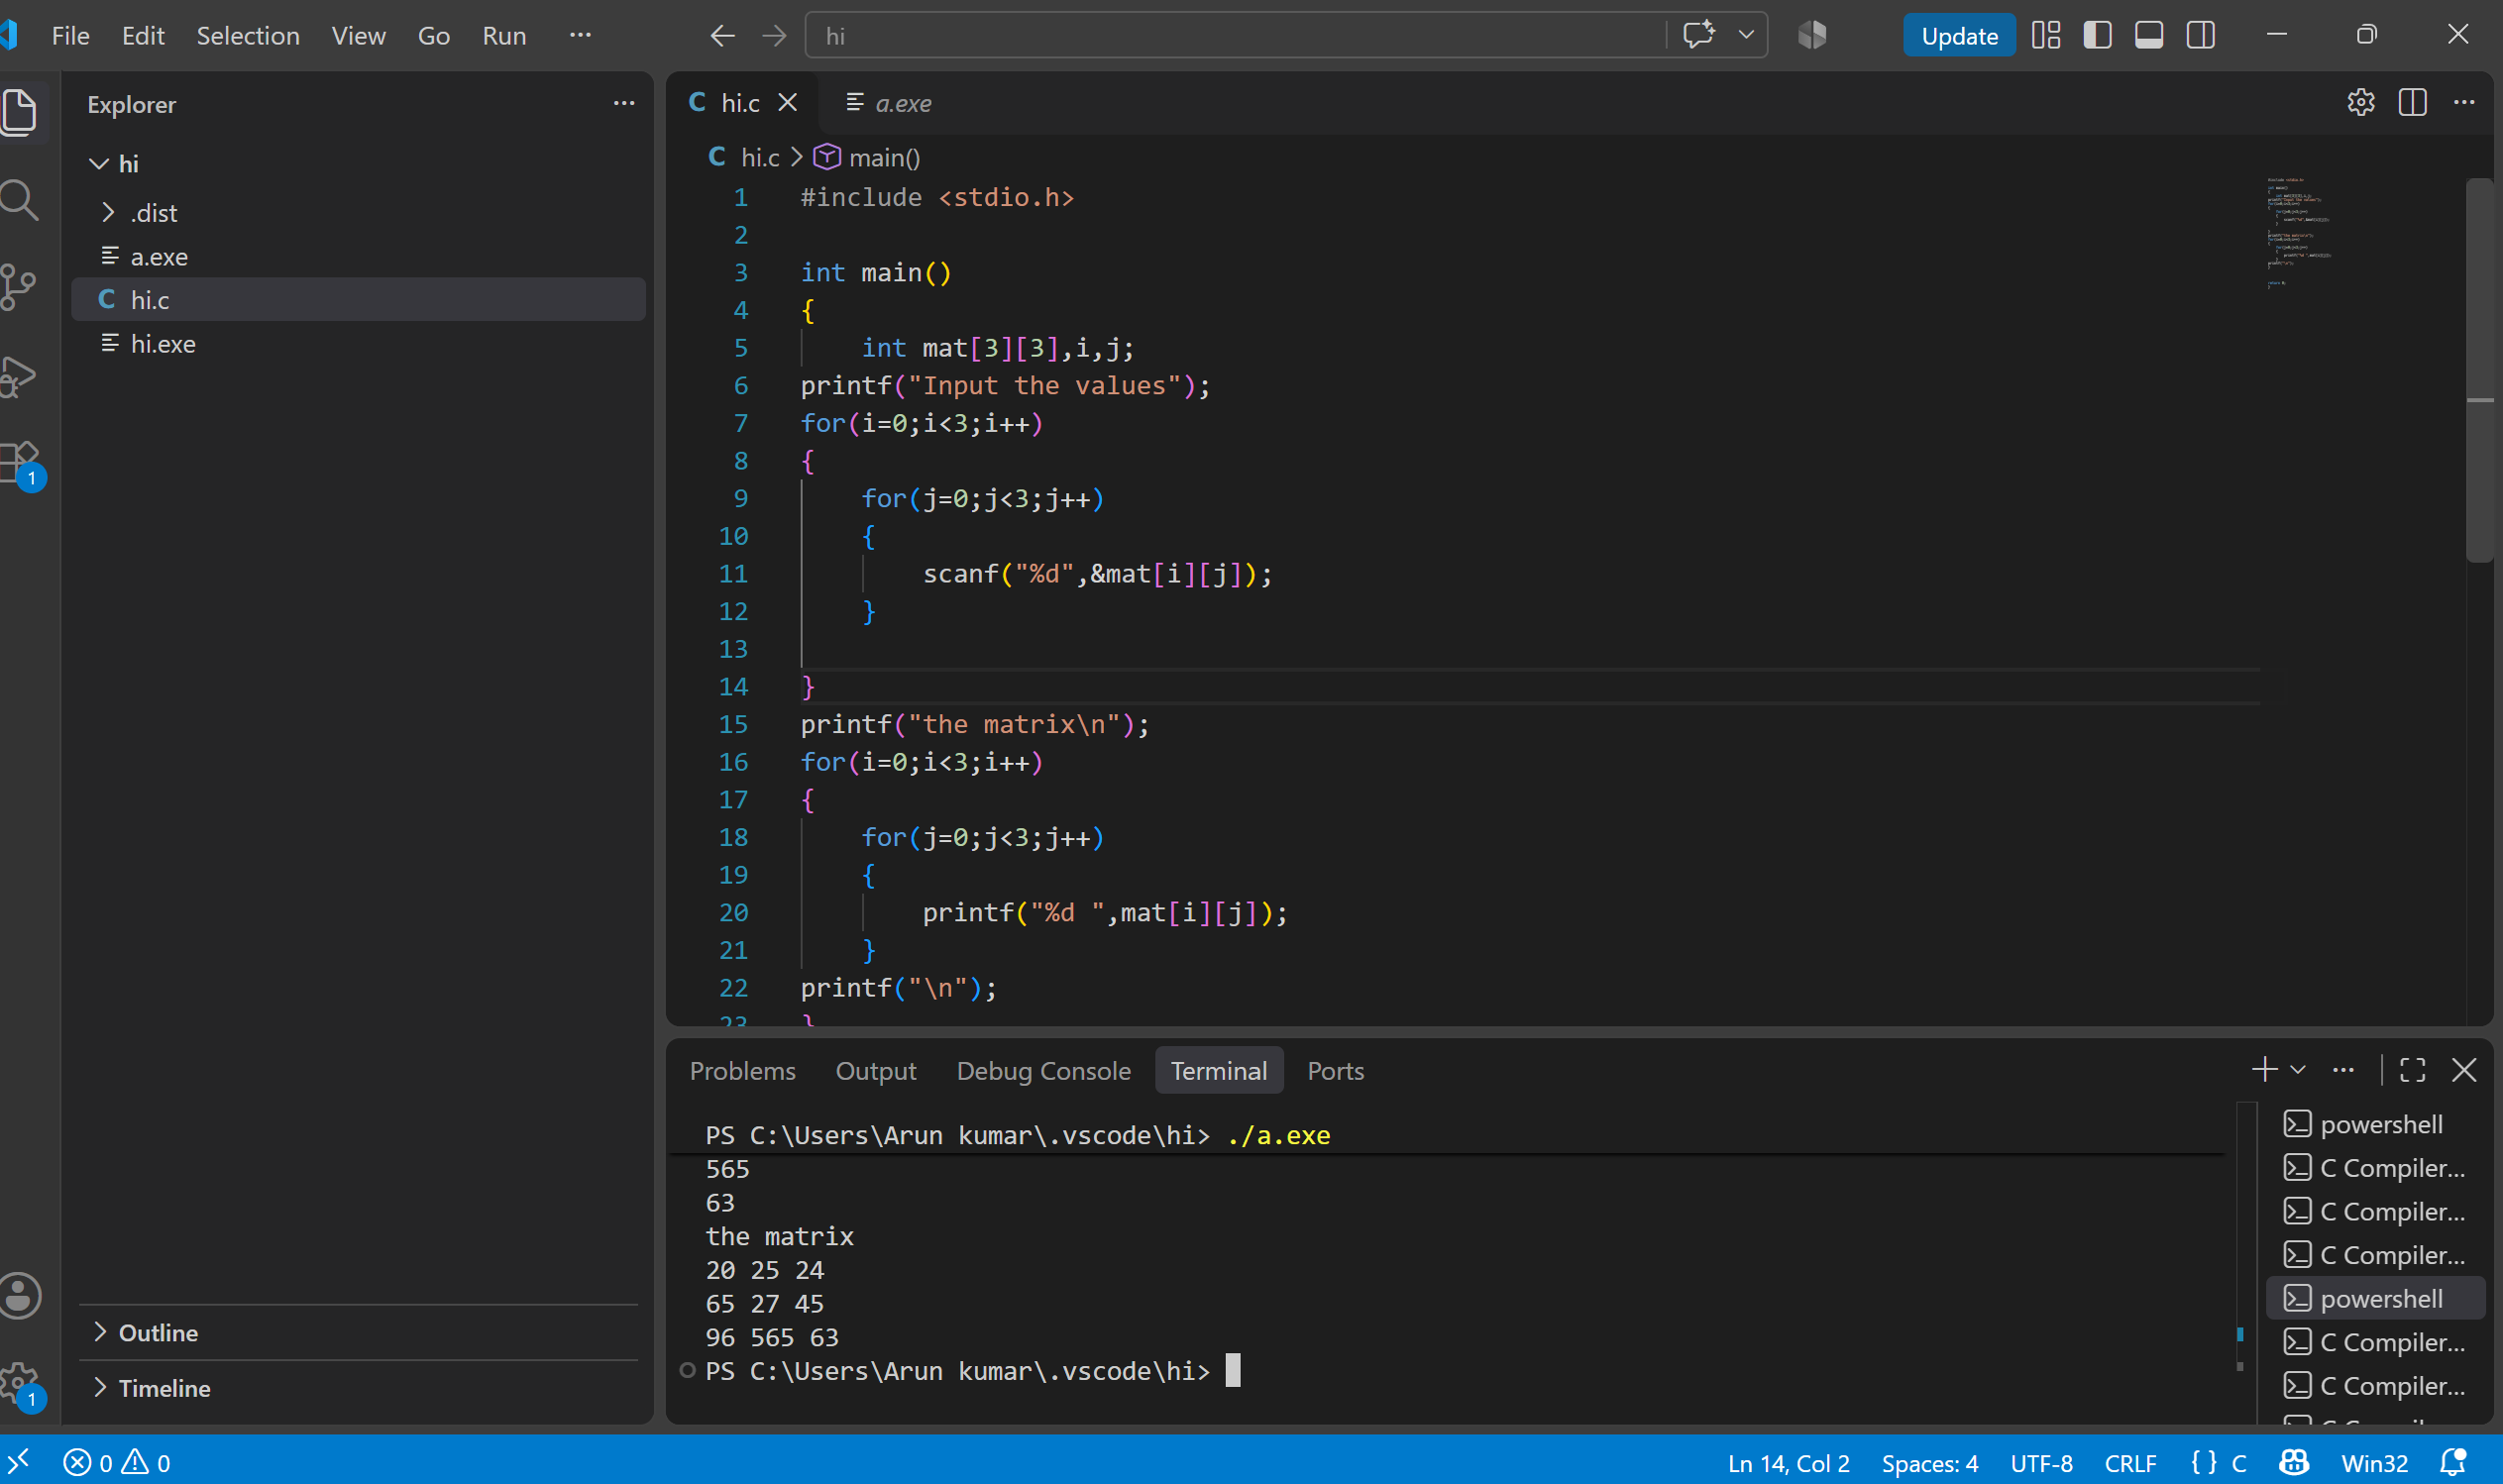 File Edit Selection View Go Run ···
hi
Update
Explorer ···
hi
.dist
a.exe
C hi.c
hi.exe
Outline
Timeline
C hi.c a.exe
C hi.c > main()
1 #include <stdio.h>
2
3 int main()
4 {
5     int mat[3][3],i,j;
6 printf("Input the values");
7 for(i=0;i<3;i++)
8 {
9     for(j=0;j<3;j++)
10     {
11         scanf("%d",&mat[i][j]);
12     }
13
14 }
15 printf("the matrix\n");
16 for(i=0;i<3;i++)
17 {
18     for(j=0;j<3;j++)
19     {
20         printf("%d ",mat[i][j]);
21     }
22 printf("\n");
23 }
Problems Output Debug Console Terminal Ports
PS C:\Users\Arun kumar\.vscode\hi> ./a.exe
565
63
the matrix
20 25 24
65 27 45
96 565 63
PS C:\Users\Arun kumar\.vscode\hi>
powershell
C Compiler...
C Compiler...
C Compiler...
powershell
C Compiler...
C Compiler...
1
1
0 0
Ln 14, Col 2 Spaces: 4 UTF-8 CRLF {} C Win32